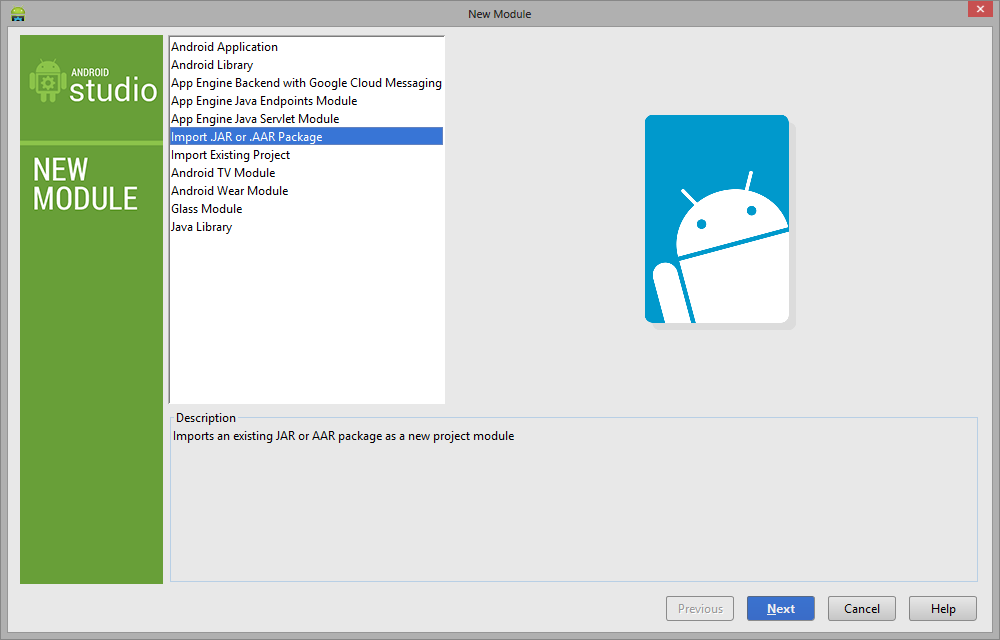 New Module
ANDROID
studio
NEW
MODULE
Android Application
Android Library
App Engine Backend with Google Cloud Messaging
App Engine Java Endpoints Module
App Engine Java Servlet Module
Import .JAR or .AAR Package
Import Existing Project
Android TV Module
Android Wear Module
Glass Module
Java Library
Description
Imports an existing JAR or AAR package as a new project module
Previous
Next
Cancel
Help